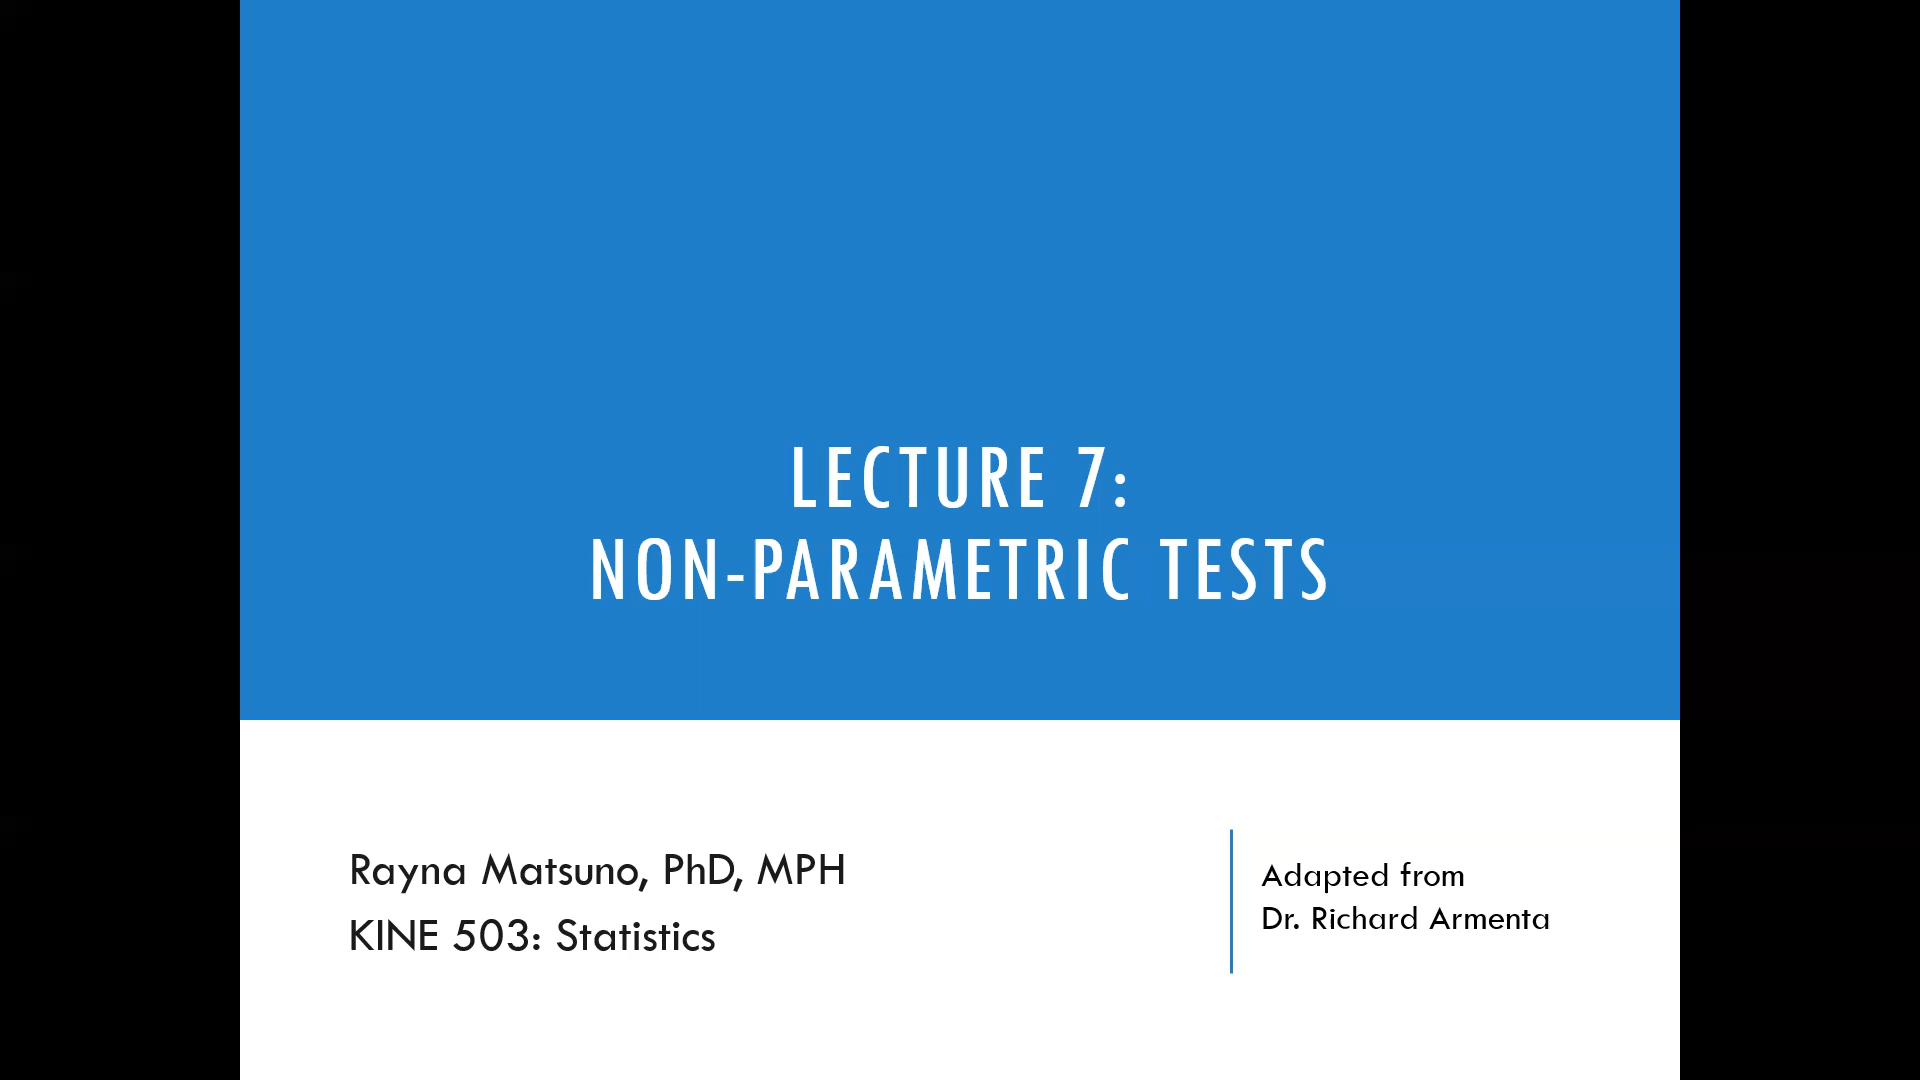 LECTURE 7:
NON-PARAMETRIC TESTS
Rayna Matsuno, PhD, MPH
KINE 503: Statistics
Adapted from
Dr. Richard Armenta